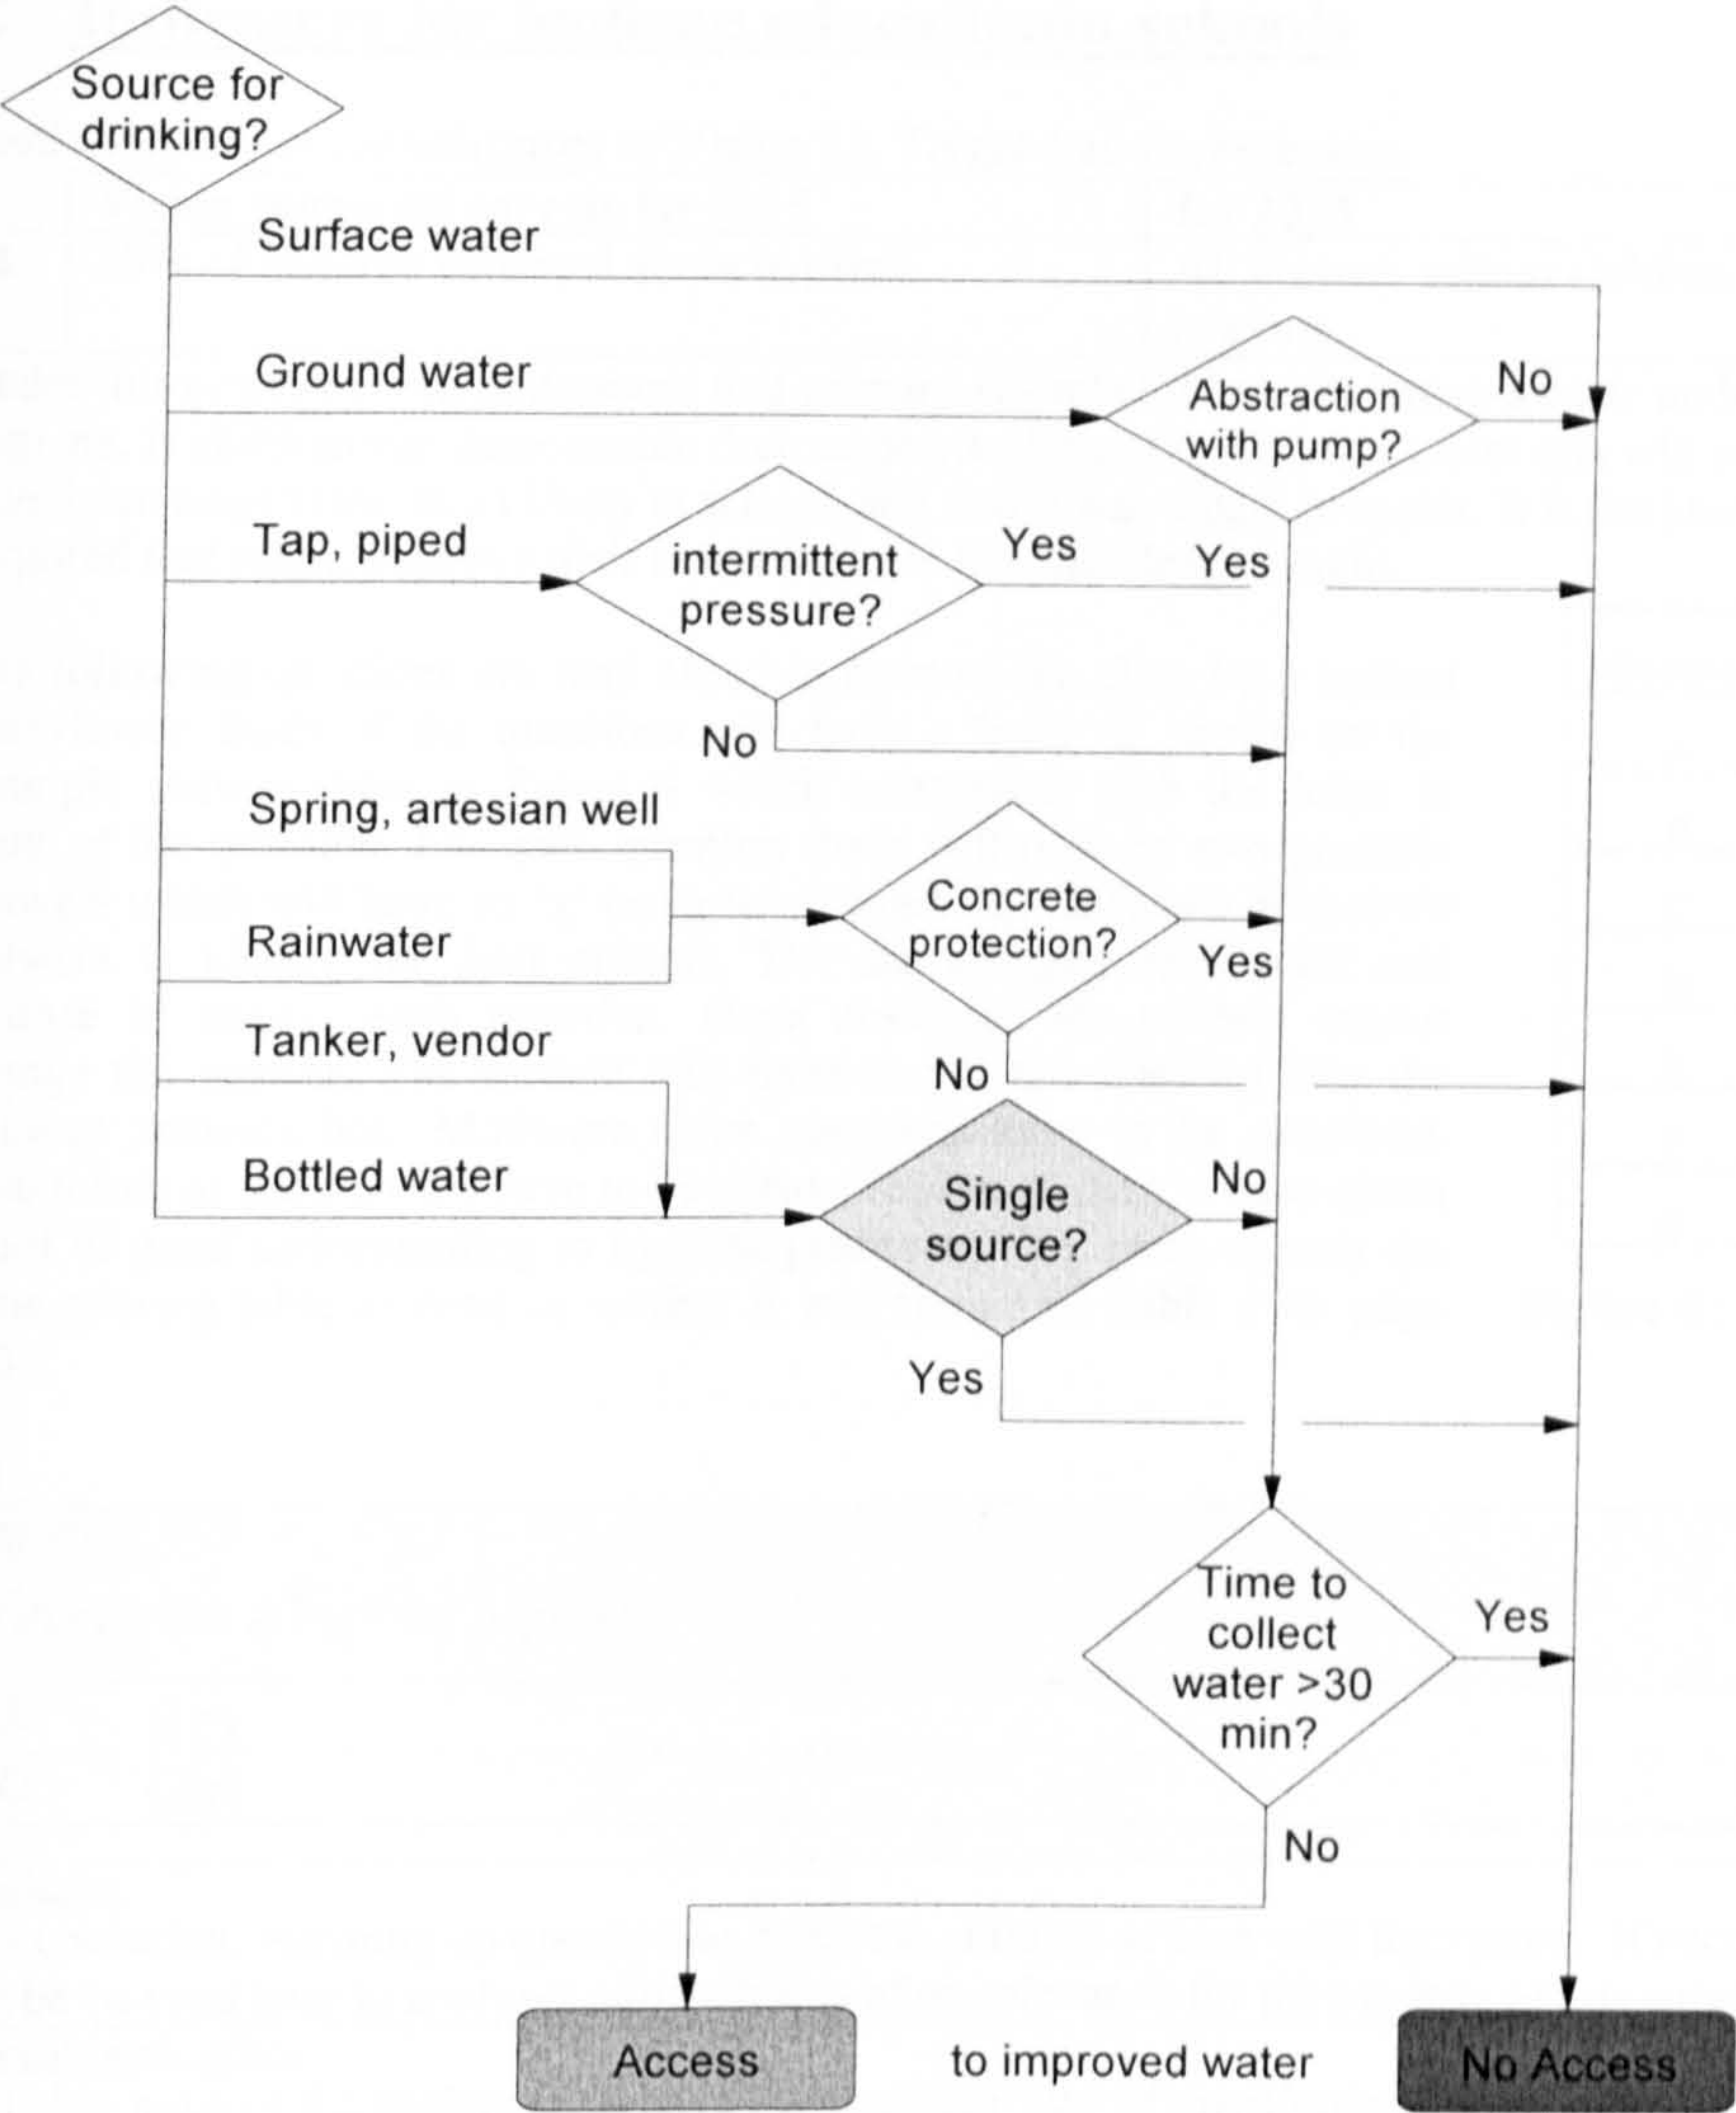 Source for
drinking?
Surface water
Ground water
Abstraction
with pump?
No
Tap, piped
intermittent
pressure?
Yes
Yes
No
Spring, artesian well
Concrete
protection?
Rainwater
Yes
Tanker, vendor
No
Bottled water
Single
source?
No
Yes
Time to
collect
water >30
min?
Yes
No
Access
to improved water
No Access